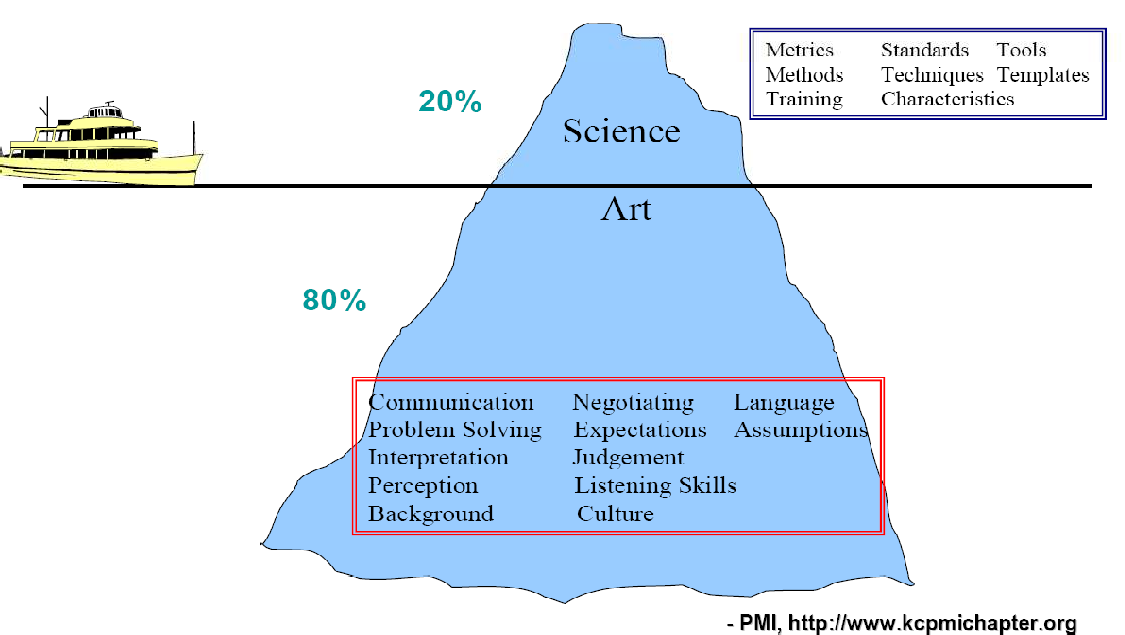 Metrics Standards Tools
Methods Techniques Templates
Training Characteristics
20%
Science
Art
80%
Communication Negotiating Language
Problem Solving Expectations Assumptions
Interpretation Judgement
Perception Listening Skills
Background Culture
- PMI, http://www.kcpmichapter.org